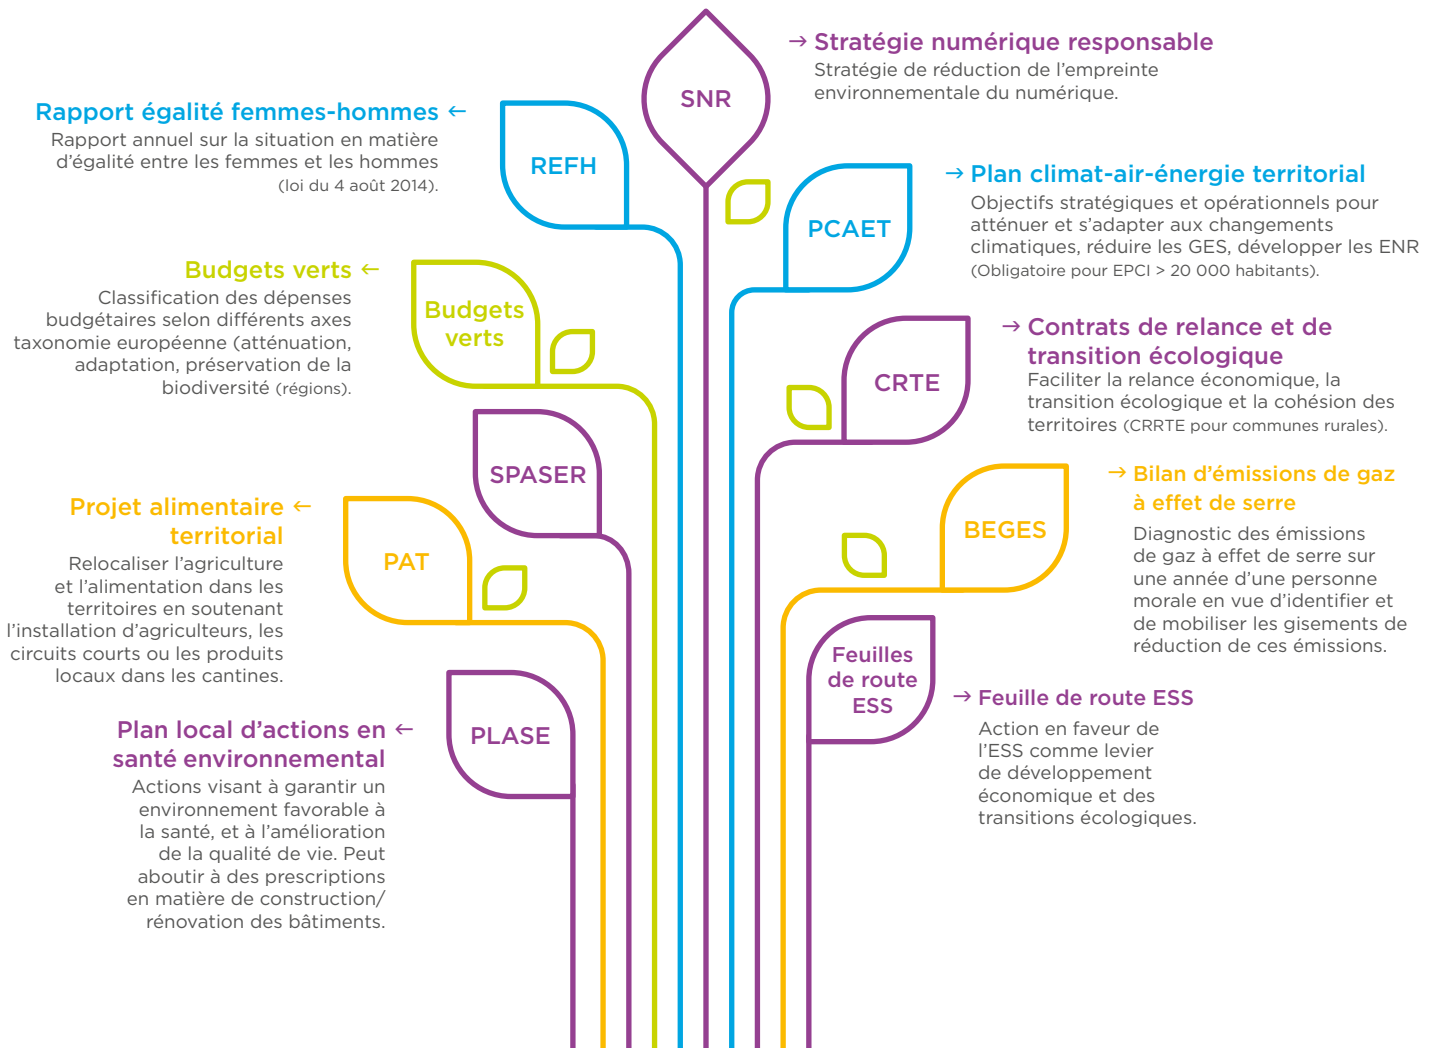 SNR
→ Stratégie numérique responsable
Stratégie de réduction de l'empreinte
environnementale du numérique.
Rapport égalité femmes-hommes ←
Rapport annuel sur la situation en matière
d'égalité entre les femmes et les hommes
(loi du 4 août 2014).
REFH
PCAET
→ Plan climat-air-énergie territorial
Objectifs stratégiques et opérationnels pour
atténuer et s'adapter aux changements
climatiques, réduire les GES, développer les ENR
(Obligatoire pour EPCI > 20 000 habitants).
Budgets verts ←
Classification des dépenses
budgétaires selon différents axes
taxonomie européenne (atténuation,
adaptation, préservation de la
biodiversité (régions).
Budgets
verts
CRTE
→ Contrats de relance et de
transition écologique
Faciliter la relance économique, la
transition écologique et la cohésion des
territoires (CRRTE pour communes rurales).
SPASER
Projet alimentaire ←
territorial
Relocaliser l'agriculture
et l'alimentation dans les
territoires en soutenant
l'installation d'agriculteurs, les
circuits courts ou les produits
locaux dans les cantines.
PAT
BEGES
→ Bilan d'émissions de gaz
à effet de serre
Diagnostic des émissions
de gaz à effet de serre sur
une année d'une personne
morale en vue d'identifier et
de mobiliser les gisements de
réduction de ces émissions.
Plan local d'actions en ←
santé environnemental
Actions visant à garantir un
environnement favorable à
la santé, et à l'amélioration
de la qualité de vie. Peut
aboutir à des prescriptions
en matière de construction/
rénovation des bâtiments.
PLASE
Feuilles
de route
ESS
→ Feuille de route ESS
Action en faveur de
l'ESS comme levier
de développement
économique et des
transitions écologiques.